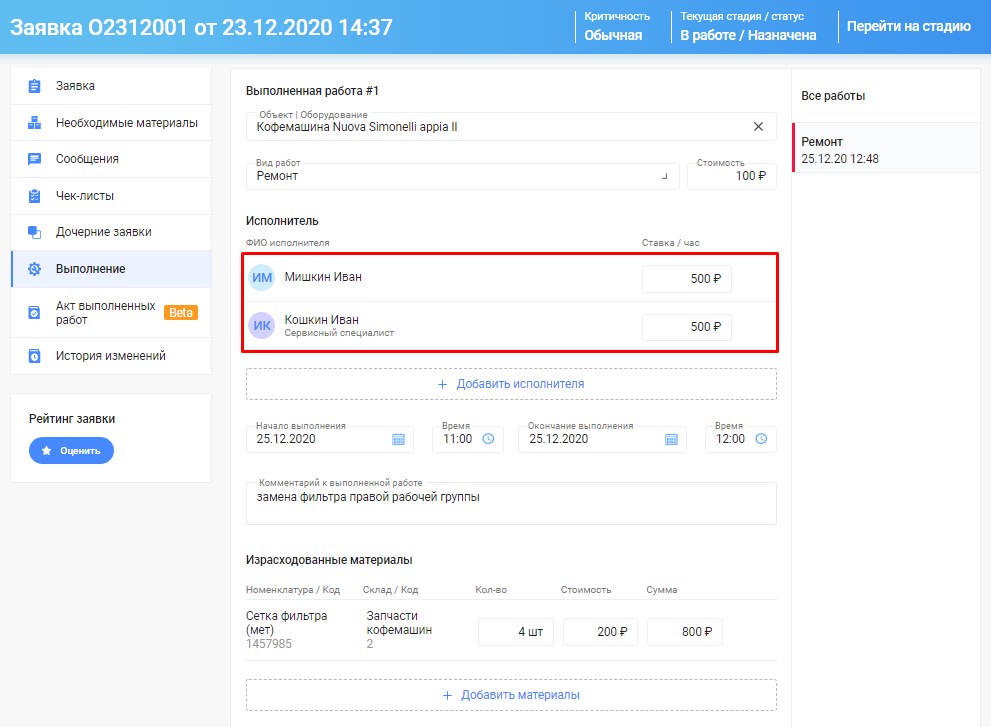 Заявка O2312001 от 23.12.2020 14:37
Критичность
Обычная
Текущая стадия / статус
В работе / Назначена
Перейти на стадию
Заявка
Необходимые материалы
Сообщения
Чек-листы
Дочерние заявки
Выполнение
Акт выполненных
работ
Beta
История изменений
Рейтинг заявки
Оценить
Выполненная работа #1
Объект | Оборудование
Кофемашина Nuova Simonelli appia II
Вид работ
Ремонт
Стоимость
100 ₽
Исполнитель
ФИО исполнителя
Ставка / час
ИМ
Мишкин Иван
500 ₽
ИК
Кошкин Иван
Сервисный специалист
500 ₽
+ Добавить исполнителя
Начало выполнения
25.12.2020
Время
11:00
Окончание выполнения
25.12.2020
Время
12:00
Комментарий к выполненной работе
замена фильтра правой рабочей группы
Израсходованные материалы
Номенклатура / Код
Склад / Код
Кол-во
Стоимость
Сумма
Сетка фильтра
(мет)
1457985
Запчасти
кофемашин
2
4 шт
200 ₽
800 ₽
+ Добавить материалы
Все работы
Ремонт
25.12.20 12:48